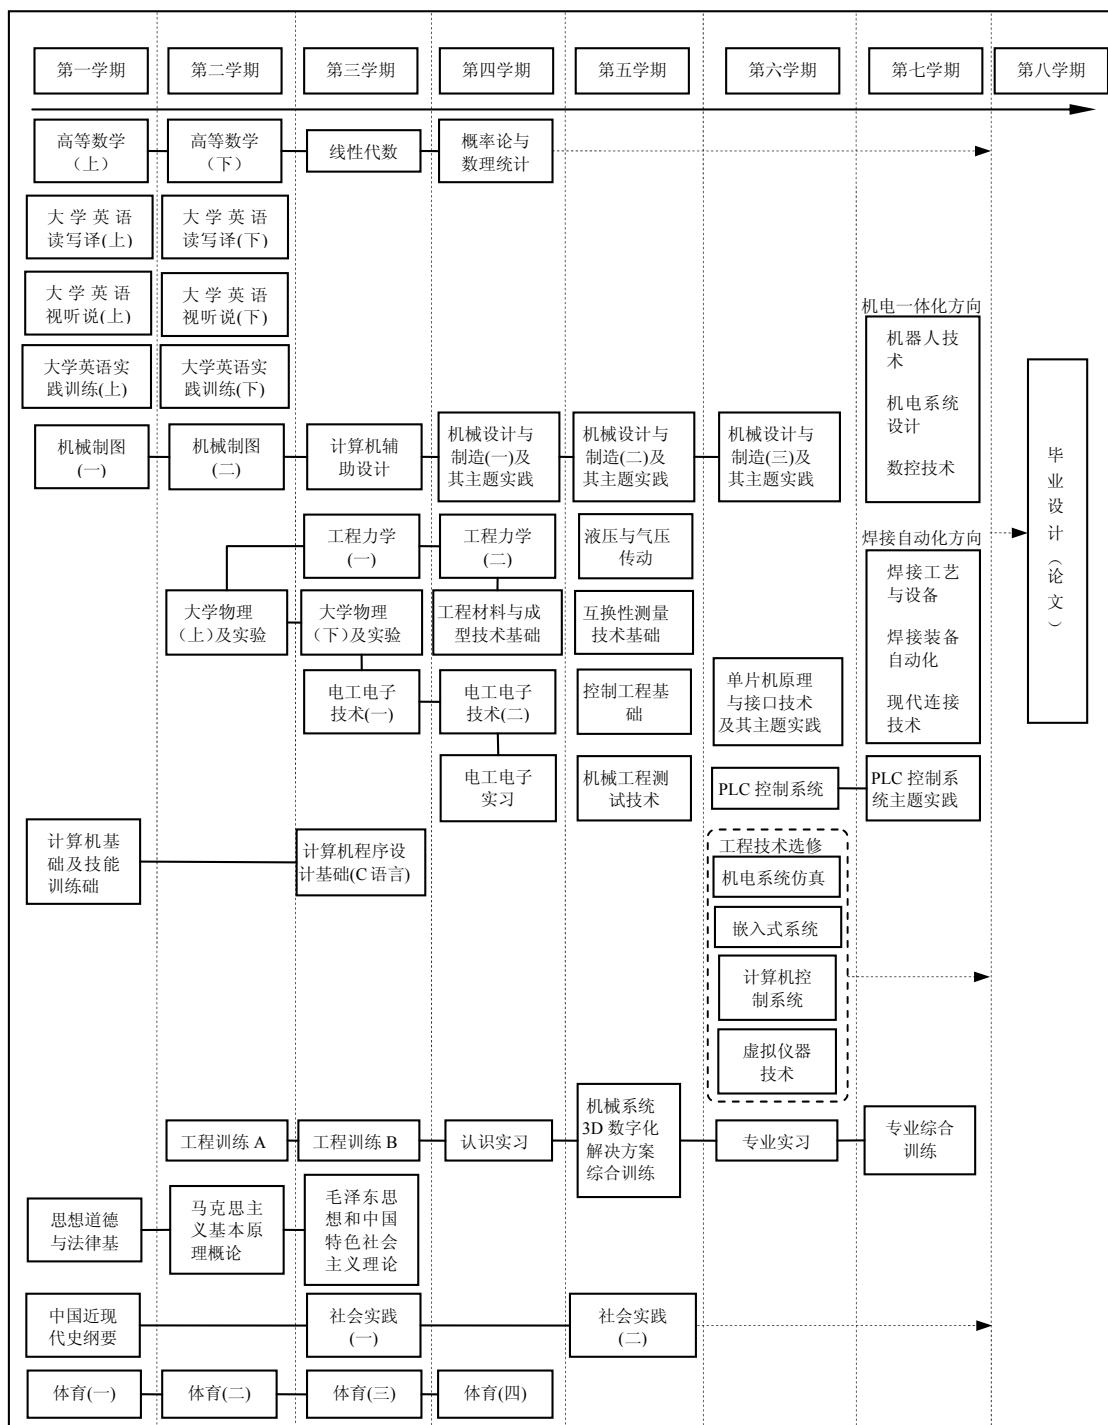 第一学期
第二学期
第三学期
第四学期
第五学期
第六学期
第七学期
第八学期
高等数学
（上）
高等数学
（下）
线性代数
概率论与
数理统计
大学英语
读写译(上)
大学英语
读写译(下)
大学英语
视听说(上)
大学英语
视听说(下)
大学英语实
践训练(上)
大学英语实
践训练(下)
机械制图
(一)
机械制图
(二)
计算机辅
助设计
机械设计与
制造(一)及
其主题实践
机械设计与
制造(二)及
其主题实践
机械设计与
制造(三)及
其主题实践
机电一体化方向
机器人技
术
机电系统
设计
数控技术
工程力学
(一)
工程力学
(二)
液压与气压
传动
大学物理
（上）及实验
大学物理
（下）及实验
工程材料与成
型技术基础
互换性测量
技术基础
电工电子
技术(一)
电工电子
技术(二)
控制工程基
础
单片机原理
与接口技术
及其主题实践
焊接自动化方向
焊接工艺
与设备
焊接装备
自动化
现代连接
技术
毕业设计（论文）
电工电子
实习
机械工程测
试技术
PLC 控制系统
PLC 控制系
统主题实践
计算机基
础及技能
训练础
计算机程序设
计基础(C 语言)
工程技术选修
机电系统仿真
嵌入式系统
计算机控
制系统
虚拟仪器
技术
工程训练 A
工程训练 B
认识实习
机械系统
3D 数字化
解决方案
综合训练
专业实习
专业综合
训练
思想道德
与法律基
马克思主
义基本原
理概论
毛泽东思
想和中国
特色社会
主义理论
中国近现
代史纲要
社会实践
(一)
社会实践
(二)
体育(一)
体育(二)
体育(三)
体育(四)